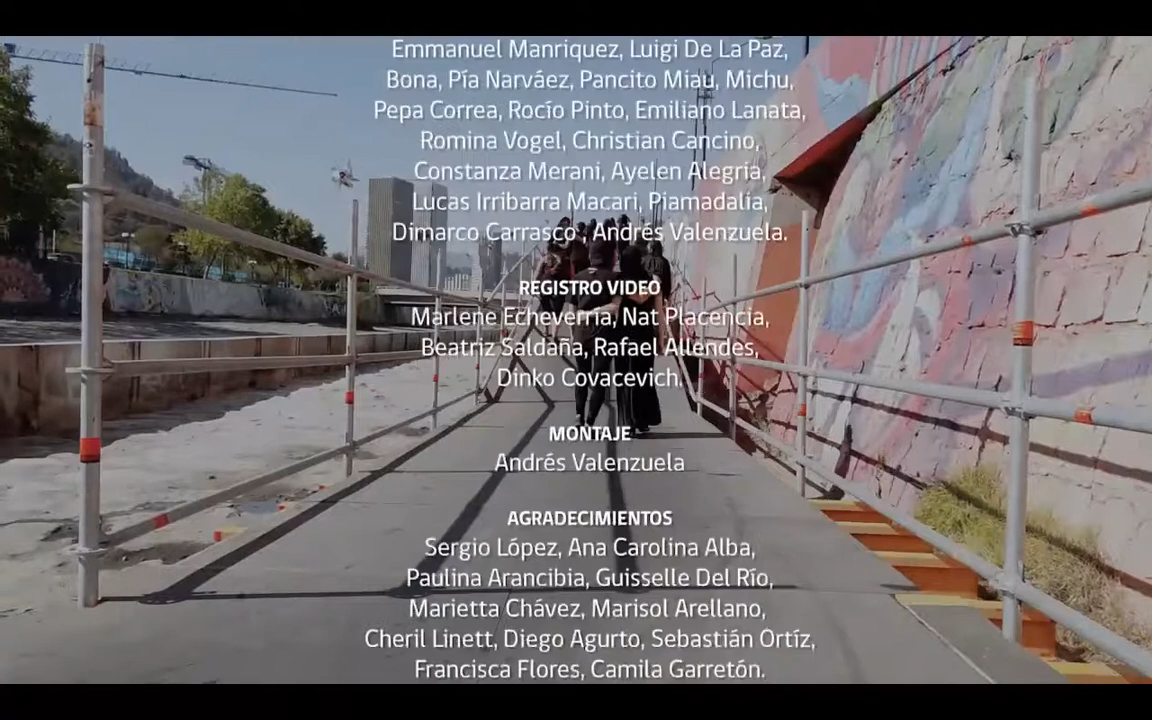 Emmanuel Manriquez, Luigi De La Paz,
Bona, Pía Narváez, Pancito Miau, Michu,
Pepa Correa, Rocío Pinto, Emiliano Lanata,
Romina Vogel, Christian Cancino,
Constanza Merani, Ayelen Alegria,
Lucas Irribarra Macari, Piamadalia,
Dimarco Carrasco , Andrés Valenzuela.
REGISTRO VIDEO
Marlene Echeverría, Nat Placencia,
Beatriz Saldaña, Rafael Allendes,
Dinko Covacevich.
MONTAJE
Andrés Valenzuela
AGRADECIMIENTOS
Sergio López, Ana Carolina Alba,
Paulina Arancibia, Guisselle Del Río,
Marietta Chávez, Marisol Arellano,
Cheril Linett, Diego Agurto, Sebastián Ortíz,
Francisca Flores, Camila Garretón.